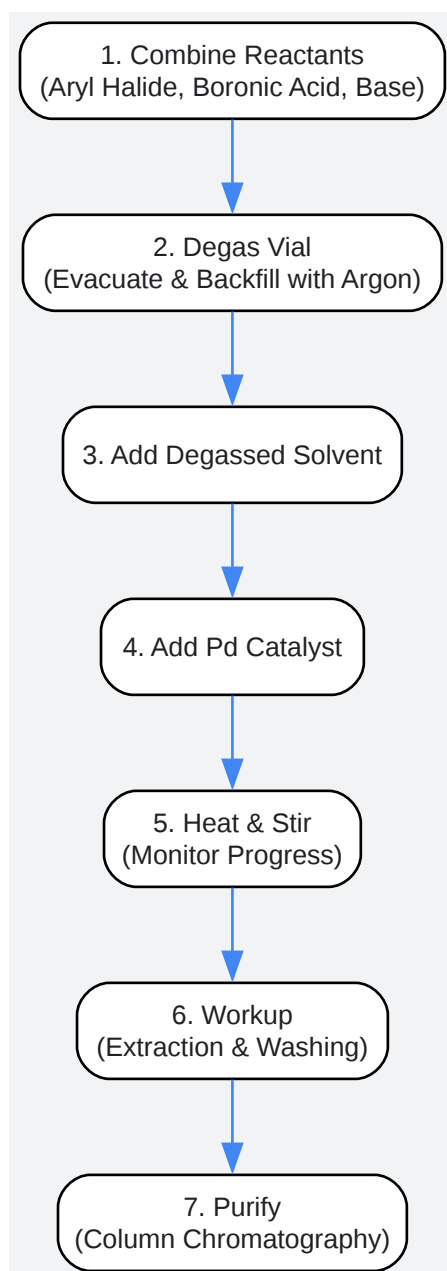 1. Combine Reactants
(Aryl Halide, Boronic Acid, Base)
2. Degas Vial
(Evacuate & Backfill with Argon)
3. Add Degassed Solvent
4. Add Pd Catalyst
5. Heat & Stir
(Monitor Progress)
6. Workup
(Extraction & Washing)
7. Purify
(Column Chromatography)